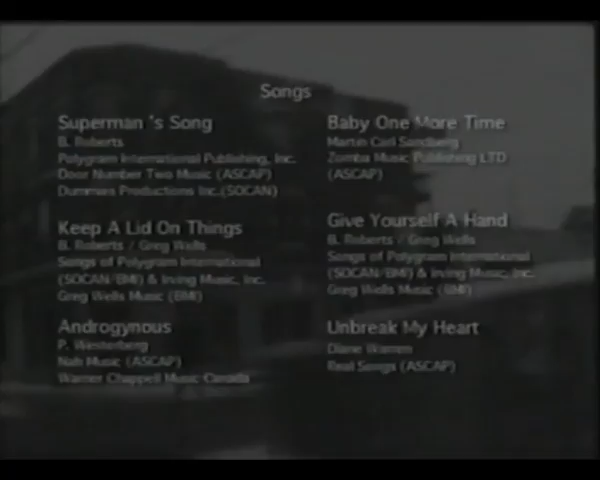 Songs
Superman 's Song
B. Roberts
Polygram International Publishing, Inc.
Door Number Two Music (ASCAP)
Dummies Productions Inc.(SOCAN)
Keep A Lid On Things
B. Roberts / Greg Wells
Songs of Polygram International
(SOCAN/BMI) & Irving Music, Inc.
Greg Wells Music (BMI)
Androgynous
P. Westerberg
Nah Music (ASCAP)
Warner Chappell Music Canada
Baby One More Time
Martin Carl Sandberg
Zomba Music Publishing LTD
(ASCAP)
Give Yourself A Hand
B. Roberts / Greg Wells
Songs of Polygram International
(SOCAN/BMI) & Irving Music, Inc.
Greg Wells Music (BMI)
Unbreak My Heart
Diane Warren
Real Songs (ASCAP)